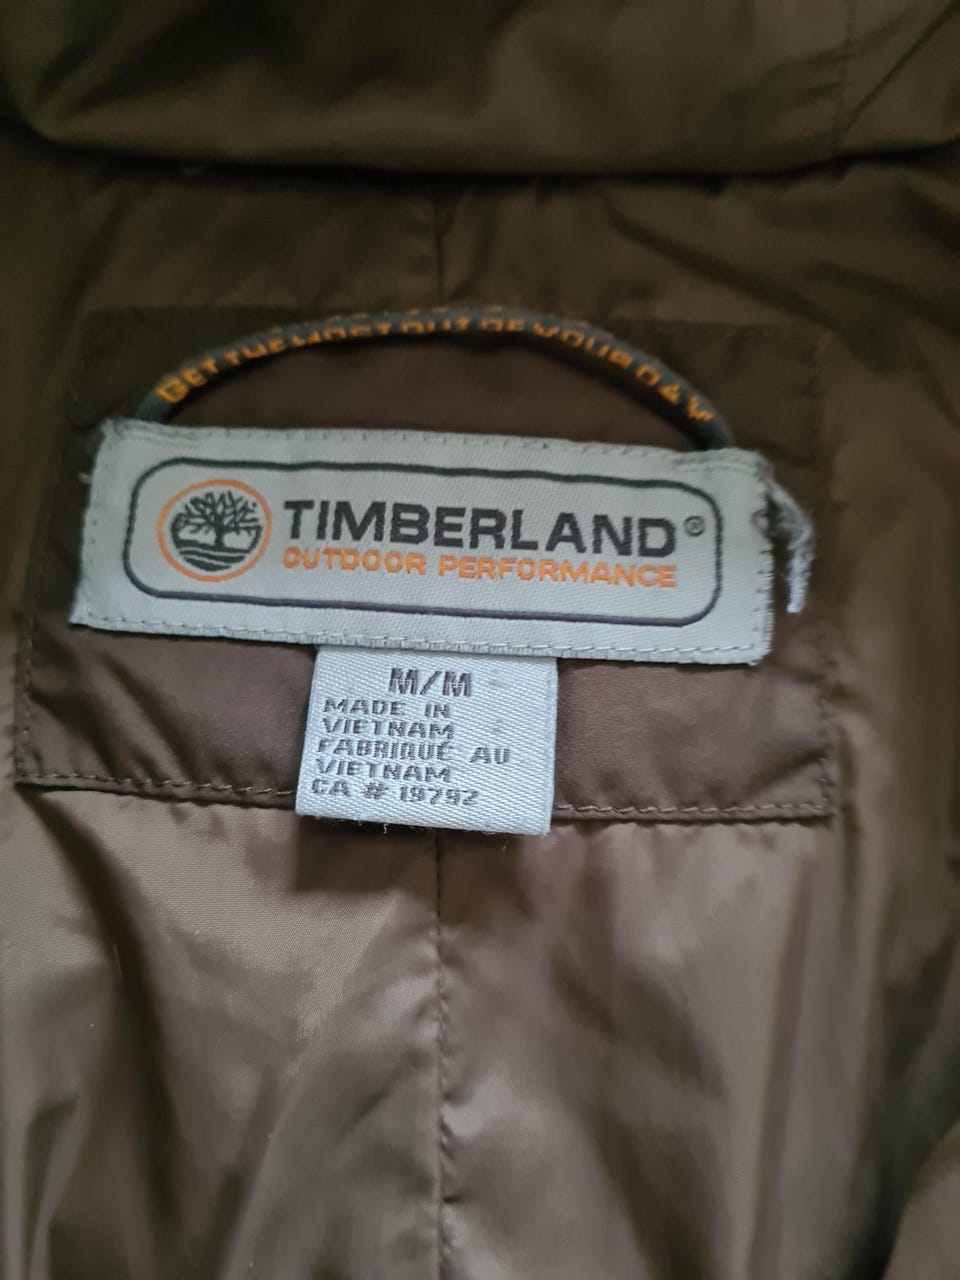 GET THE MOST OUT OF YOUR DAY
TIMBERLAND®
OUTDOOR PERFORMANCE
M/M
MADE IN
VIETNAM
FABRIQUÉ AU
VIETNAM
CA # 19792